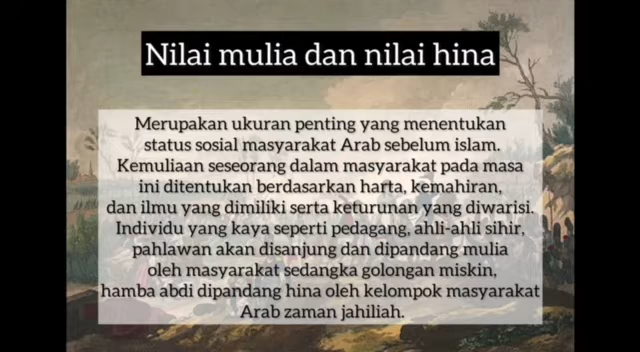 Nilai mulia dan nilai hina
Merupakan ukuran penting yang menentukan
status sosial masyarakat Arab sebelum islam.
Kemuliaan seseorang dalam masyarakat pada masa
ini ditentukan berdasarkan harta, kemahiran,
dan ilmu yang dimiliki serta keturunan yang diwarisi.
Individu yang kaya seperti pedagang, ahli-ahli sihir,
pahlawan akan disanjung dan dipandang mulia
oleh masyarakat sedangka golongan miskin,
hamba abdi dipandang hina oleh kelompok masyarakat
Arab zaman jahiliah.